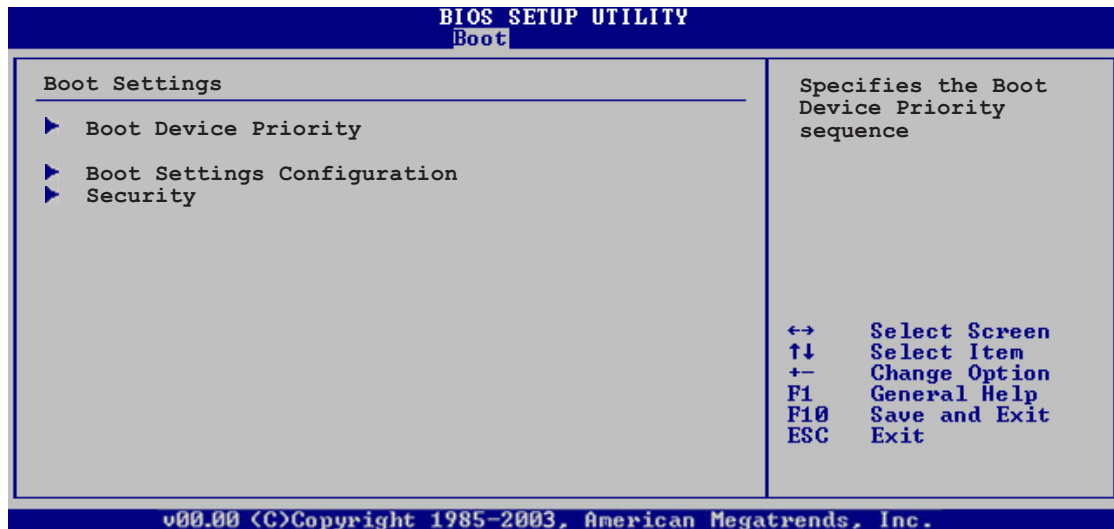 BIOS SETUP UTILITY
Boot
Boot Settings
Boot Device Priority
Boot Settings Configuration
Security
Specifies the Boot
Device Priority
sequence
←→ Select Screen
↑↓ Select Item
+- Change Option
F1 General Help
F10 Save and Exit
ESC Exit
v00.00 (C)Copyright 1985-2003, American Megatrends, Inc.